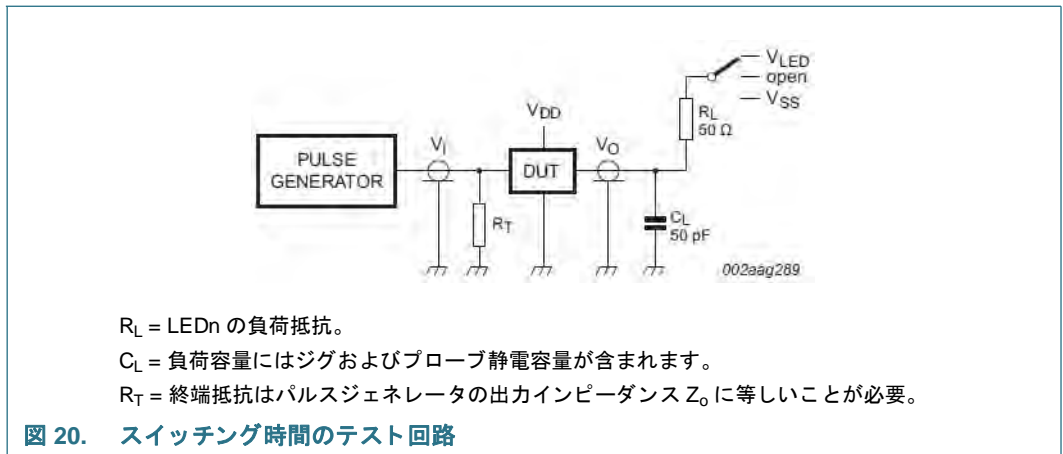 VLED
open
VSS
RL
50 Ω
VDD
VI
VO
PULSE
GENERATOR
DUT
RT
CL
50 pF
002aag289
RL = LEDn の負荷抵抗。
CL = 負荷容量にはジグおよびプローブ静電容量が含まれます。
RT = 終端抵抗はパルスジェネレータの出力インピーダンス Zo に等しいことが必要。
図 20. スイッチング時間のテスト回路